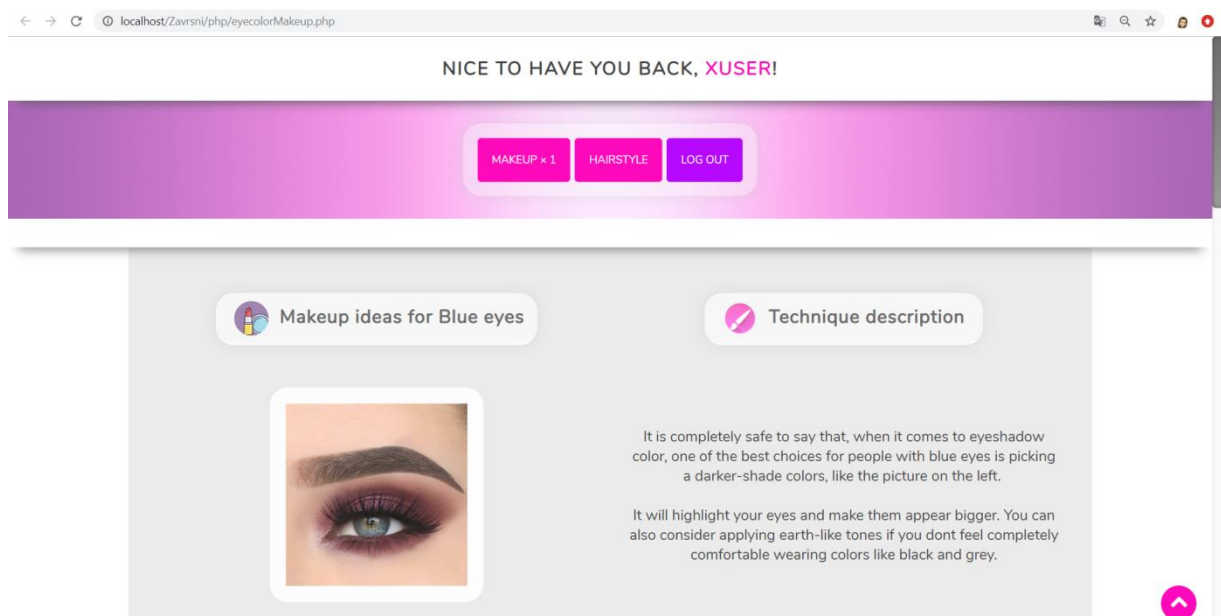 localhost/Zavrsni/php/eyecolorMakeup.php
NICE TO HAVE YOU BACK, XUSER!
MAKEUP × 1
HAIRSTYLE
LOG OUT
Makeup ideas for Blue eyes
Technique description
It is completely safe to say that, when it comes to eyeshadow
color, one of the best choices for people with blue eyes is picking
a darker-shade colors, like the picture on the left.
It will highlight your eyes and make them appear bigger. You can
also consider applying earth-like tones if you dont feel completely
comfortable wearing colors like black and grey.